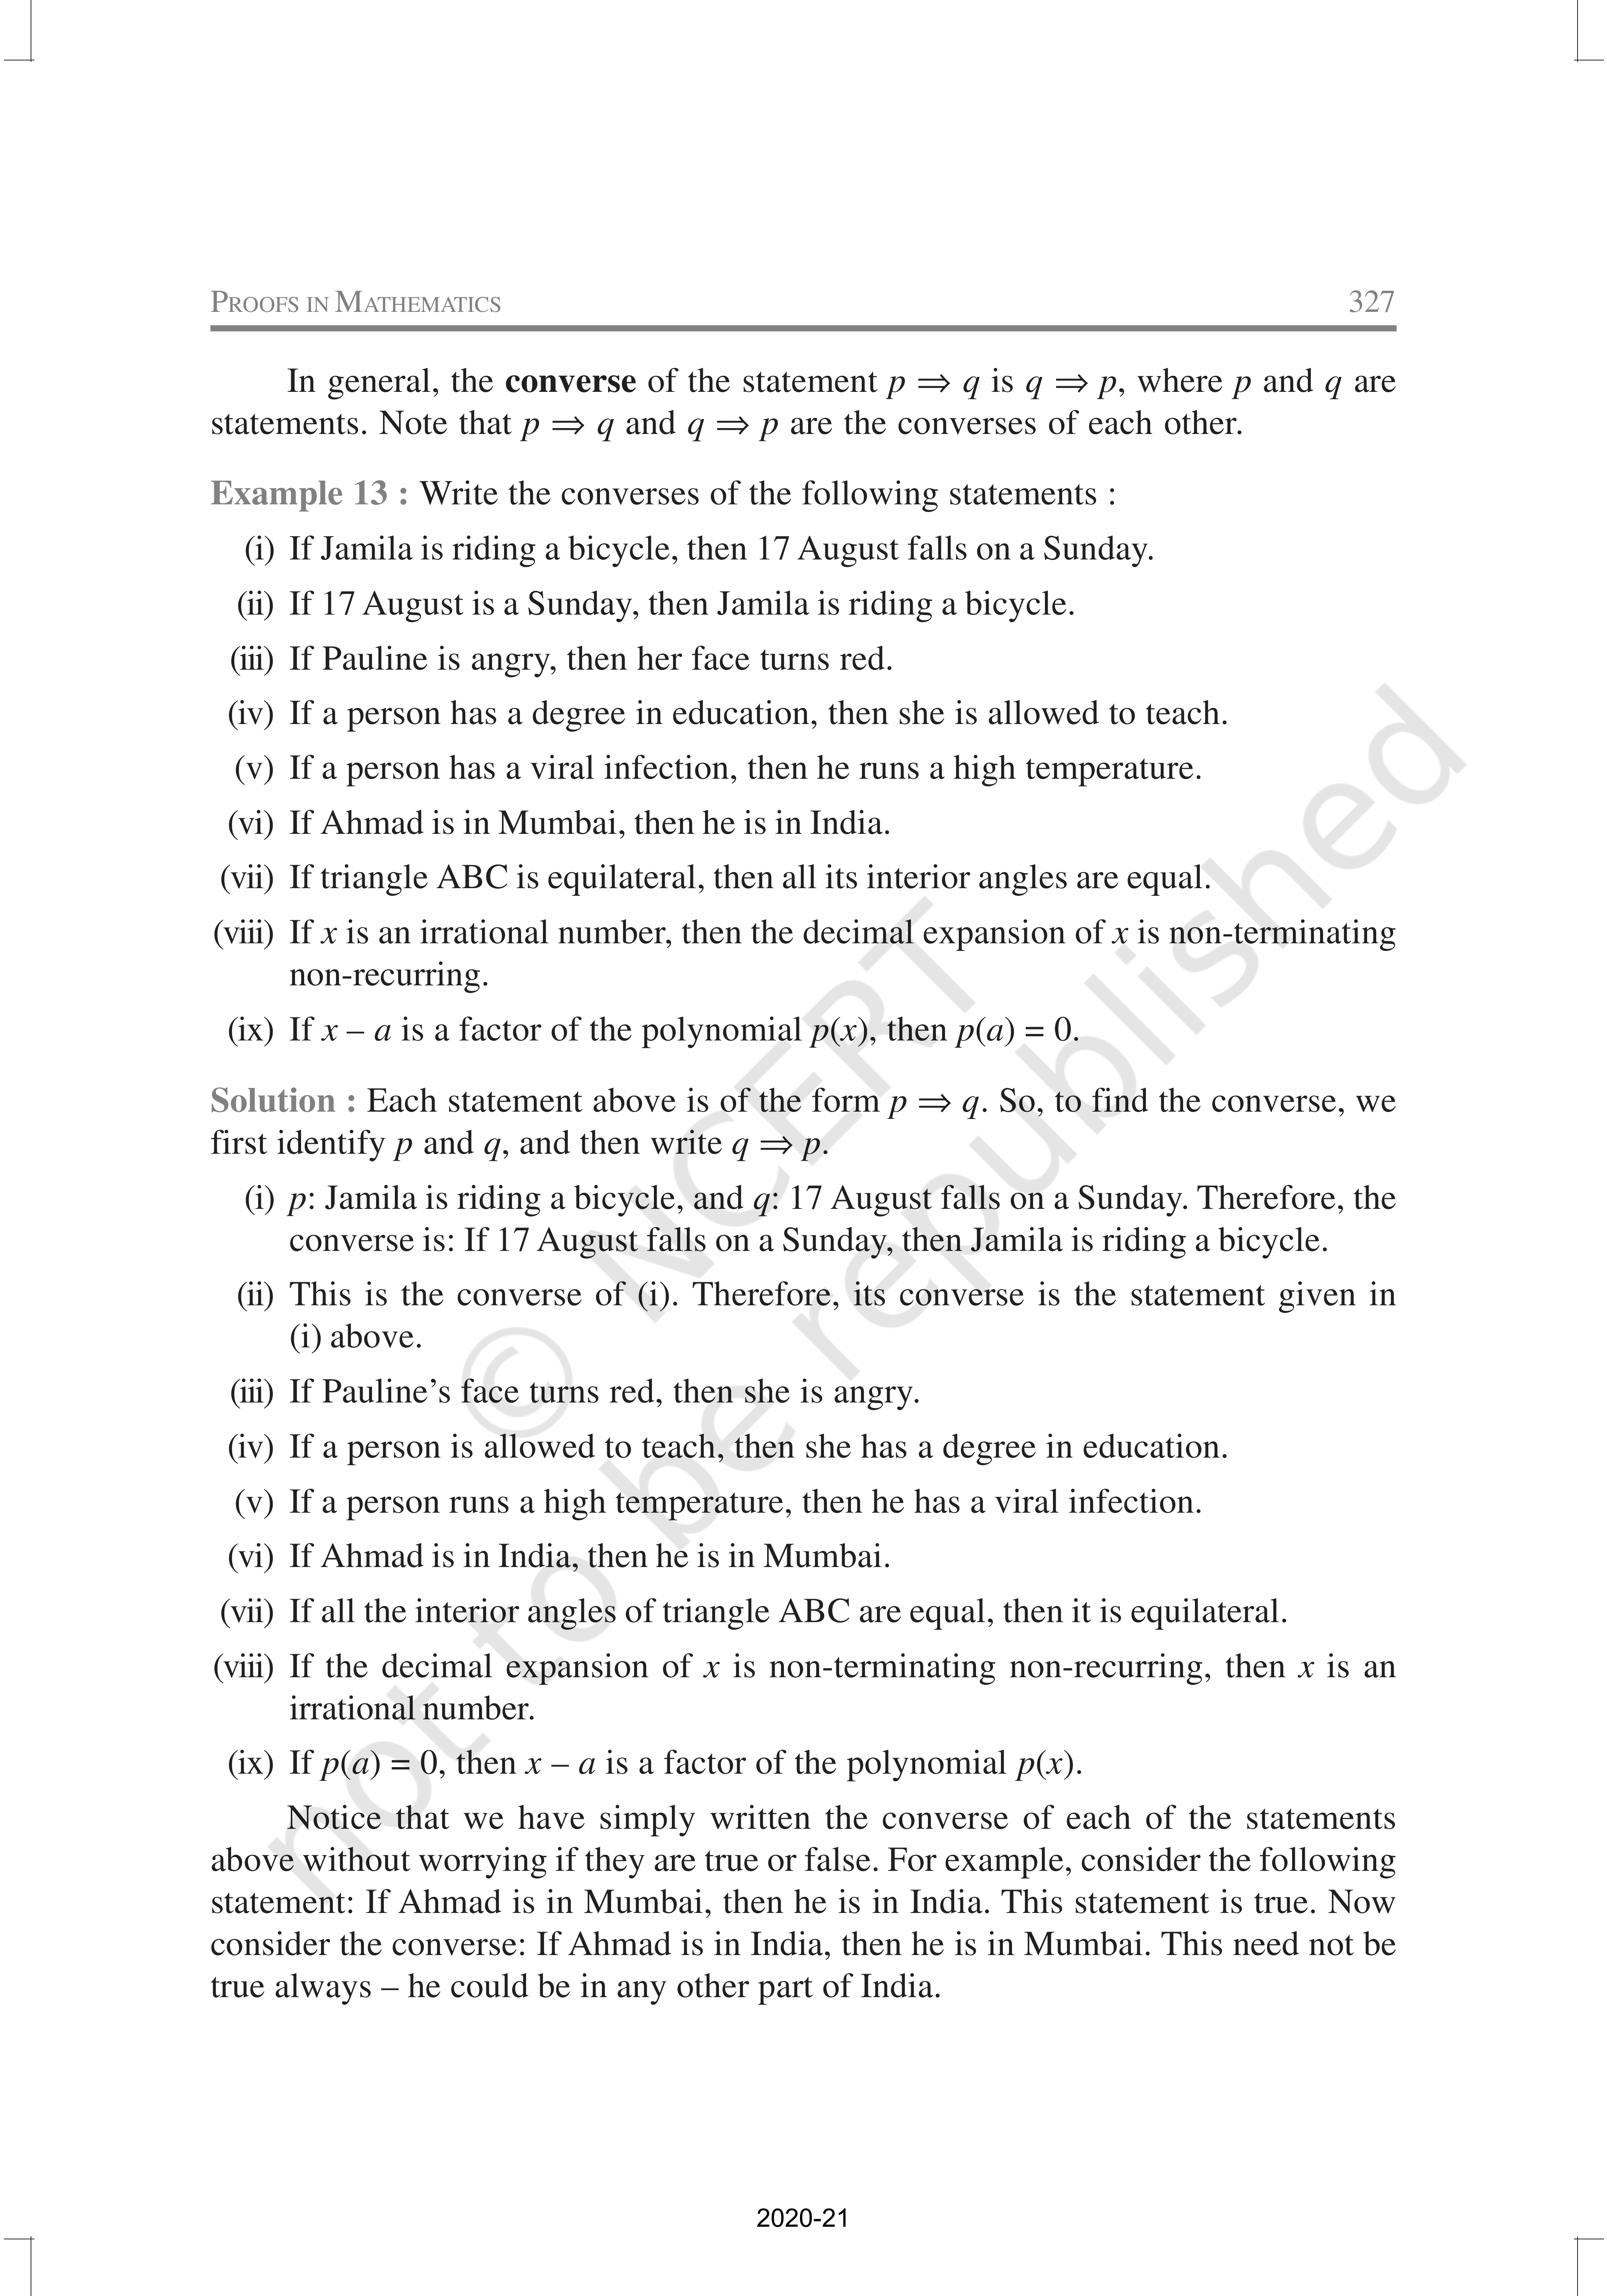 PROOFS IN MATHEMATICS 327
In general, the converse of the statement p ⇒ q is q ⇒ p, where p and q are
statements. Note that p ⇒ q and q ⇒ p are the converses of each other.
Example 13 : Write the converses of the following statements :
(i) If Jamila is riding a bicycle, then 17 August falls on a Sunday.
(ii) If 17 August is a Sunday, then Jamila is riding a bicycle.
(iii) If Pauline is angry, then her face turns red.
(iv) If a person has a degree in education, then she is allowed to teach.
(v) If a person has a viral infection, then he runs a high temperature.
(vi) If Ahmad is in Mumbai, then he is in India.
(vii) If triangle ABC is equilateral, then all its interior angles are equal.
(viii) If x is an irrational number, then the decimal expansion of x is non-terminating
non-recurring.
(ix) If x – a is a factor of the polynomial p(x), then p(a) = 0.
Solution : Each statement above is of the form p ⇒ q. So, to find the converse, we
first identify p and q, and then write q ⇒ p.
(i) p: Jamila is riding a bicycle, and q: 17 August falls on a Sunday. Therefore, the
converse is: If 17 August falls on a Sunday, then Jamila is riding a bicycle.
(ii) This is the converse of (i). Therefore, its converse is the statement given in
(i) above.
(iii) If Pauline’s face turns red, then she is angry.
(iv) If a person is allowed to teach, then she has a degree in education.
(v) If a person runs a high temperature, then he has a viral infection.
(vi) If Ahmad is in India, then he is in Mumbai.
(vii) If all the interior angles of triangle ABC are equal, then it is equilateral.
(viii) If the decimal expansion of x is non-terminating non-recurring, then x is an
irrational number.
(ix) If p(a) = 0, then x – a is a factor of the polynomial p(x).
Notice that we have simply written the converse of each of the statements
above without worrying if they are true or false. For example, consider the following
statement: If Ahmad is in Mumbai, then he is in India. This statement is true. Now
consider the converse: If Ahmad is in India, then he is in Mumbai. This need not be
true always – he could be in any other part of India.
© NCERT
not to be republished
2020-21